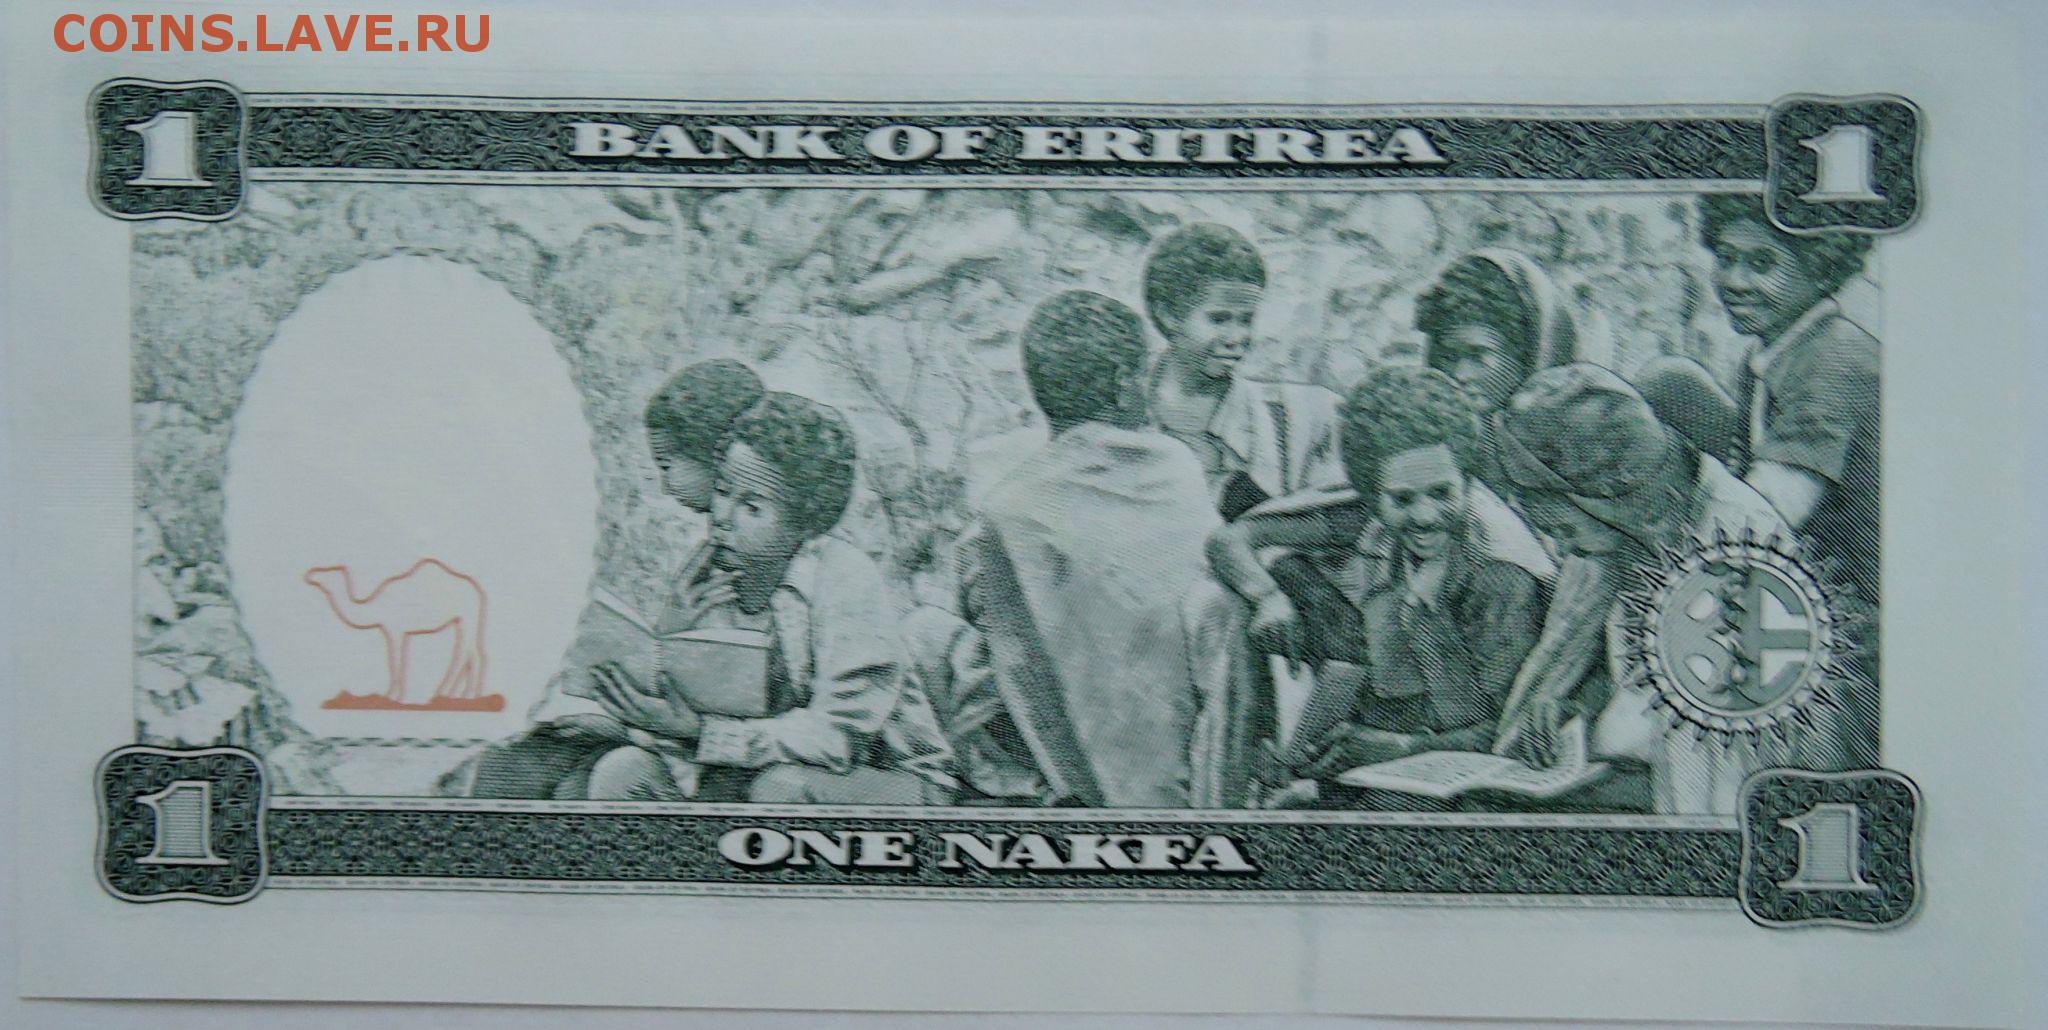 COINS.LAVE.RU
1 BANK OF ERITREA 1
1 ONE NAKFA 1